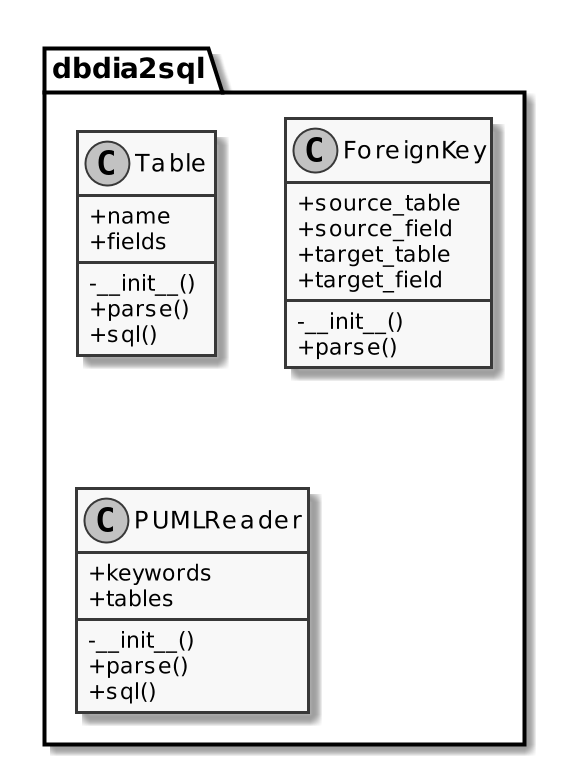 dbdia2sql
C Table
+name
+fields
-__init__()
+parse()
+sql()
C ForeignKey
+source_table
+source_field
+target_table
+target_field
-__init__()
+parse()
C PUMLReader
+keywords
+tables
-__init__()
+parse()
+sql()